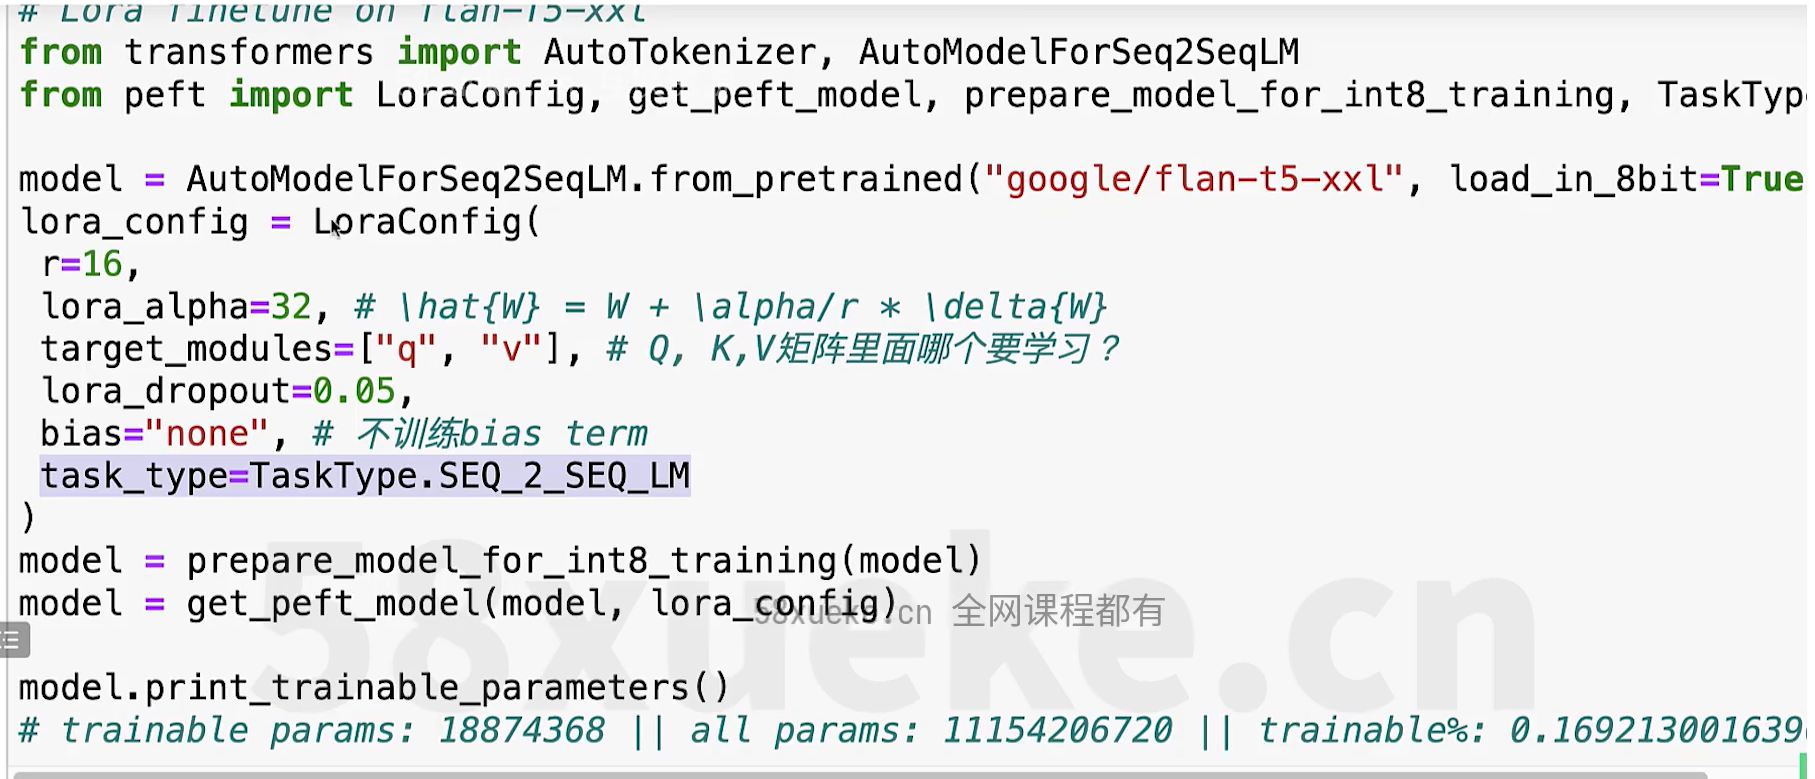 # Lora finetune on flan-T5-xxl
from transformers import AutoTokenizer, AutoModelForSeq2SeqLM
from peft import LoraConfig, get_peft_model, prepare_model_for_int8_training, TaskType
model = AutoModelForSeq2SeqLM.from_pretrained("google/flan-t5-xxl", load_in_8bit=True
lora_config = LoraConfig(
r=16,
lora_alpha=32, # \hat{W} = W + \alpha/r * \delta{W}
target_modules=["q", "v"], # Q, K,V矩阵里面哪个要学习？
lora_dropout=0.05,
bias="none", # 不训练bias term
task_type=TaskType.SEQ_2_SEQ_LM
)
model = prepare_model_for_int8_training(model)
model = get_peft_model(model, lora_config)
58xueke.cn 全网课程都有
58xueke.cn
model.print_trainable_parameters()
# trainable params: 18874368 || all params: 11154206720 || trainable%: 0.169213001639